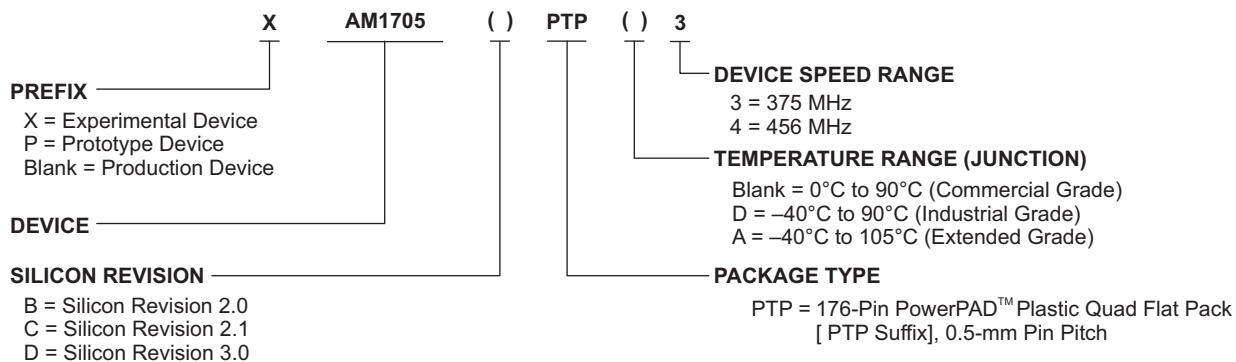 X AM1705 ( ) PTP ( ) 3
PREFIX
X = Experimental Device
P = Prototype Device
Blank = Production Device
DEVICE
SILICON REVISION
B = Silicon Revision 2.0
C = Silicon Revision 2.1
D = Silicon Revision 3.0
DEVICE SPEED RANGE
3 = 375 MHz
4 = 456 MHz
TEMPERATURE RANGE (JUNCTION)
Blank = 0°C to 90°C (Commercial Grade)
D = –40°C to 90°C (Industrial Grade)
A = –40°C to 105°C (Extended Grade)
PACKAGE TYPE
PTP = 176-Pin PowerPAD™ Plastic Quad Flat Pack
[ PTP Suffix], 0.5-mm Pin Pitch